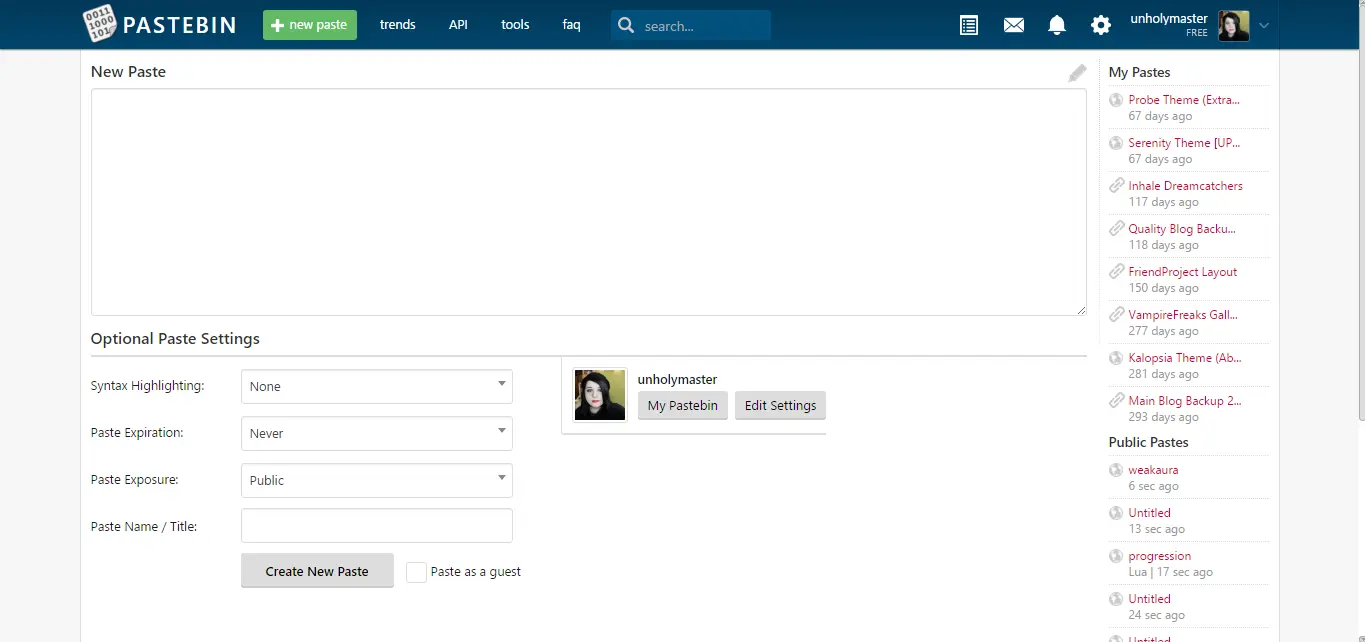 0011
1000
101
PASTEBIN
new paste
trends
API
tools
faq
search...
unholymaster
FREE
New Paste
Optional Paste Settings
Syntax Highlighting:
None
Paste Expiration:
Never
Paste Exposure:
Public
Paste Name / Title:
Create New Paste
Paste as a guest
unholymaster
My Pastebin
Edit Settings
My Pastes
Probe Theme (Extra...
67 days ago
Serenity Theme [UP...
67 days ago
Inhale Dreamcatchers
117 days ago
Quality Blog Backu...
118 days ago
FriendProject Layout
150 days ago
VampireFreaks Gall...
277 days ago
Kalopsia Theme (Ab...
281 days ago
Main Blog Backup 2...
293 days ago
Public Pastes
weakaura
6 sec ago
Untitled
13 sec ago
progression
Lua | 17 sec ago
Untitled
24 sec ago
Untitled